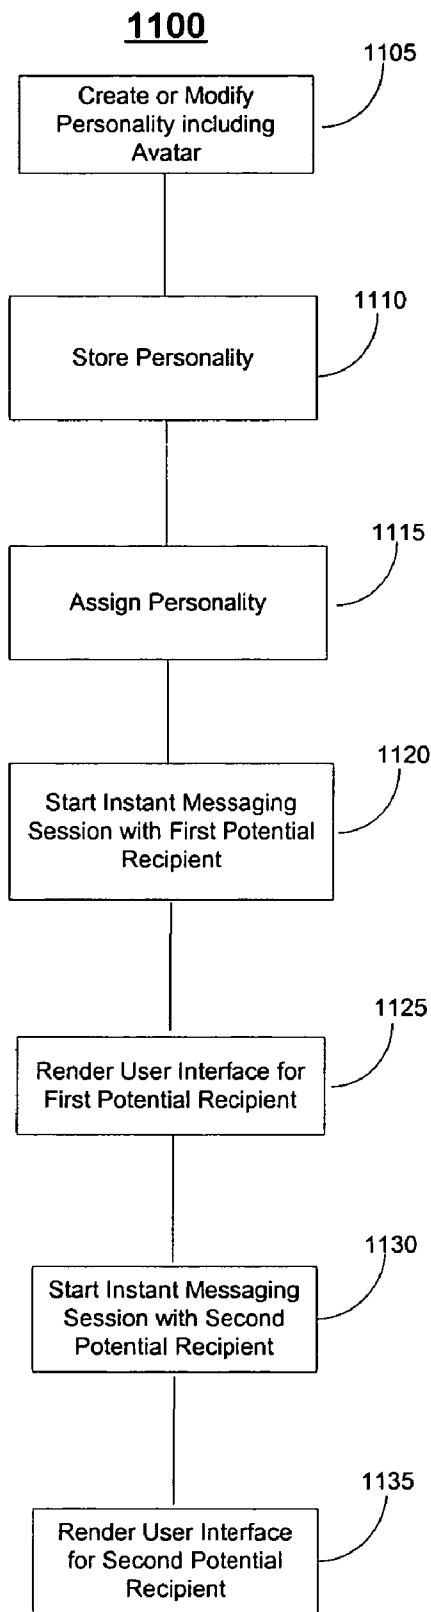 1100
1105
Create or Modify
Personality including
Avatar
1110
Store Personality
1115
Assign Personality
1120
Start Instant Messaging
Session with First Potential
Recipient
1125
Render User Interface for
First Potential Recipient
1130
Start Instant Messaging
Session with Second
Potential Recipient
1135
Render User Interface
for Second Potential
Recipient